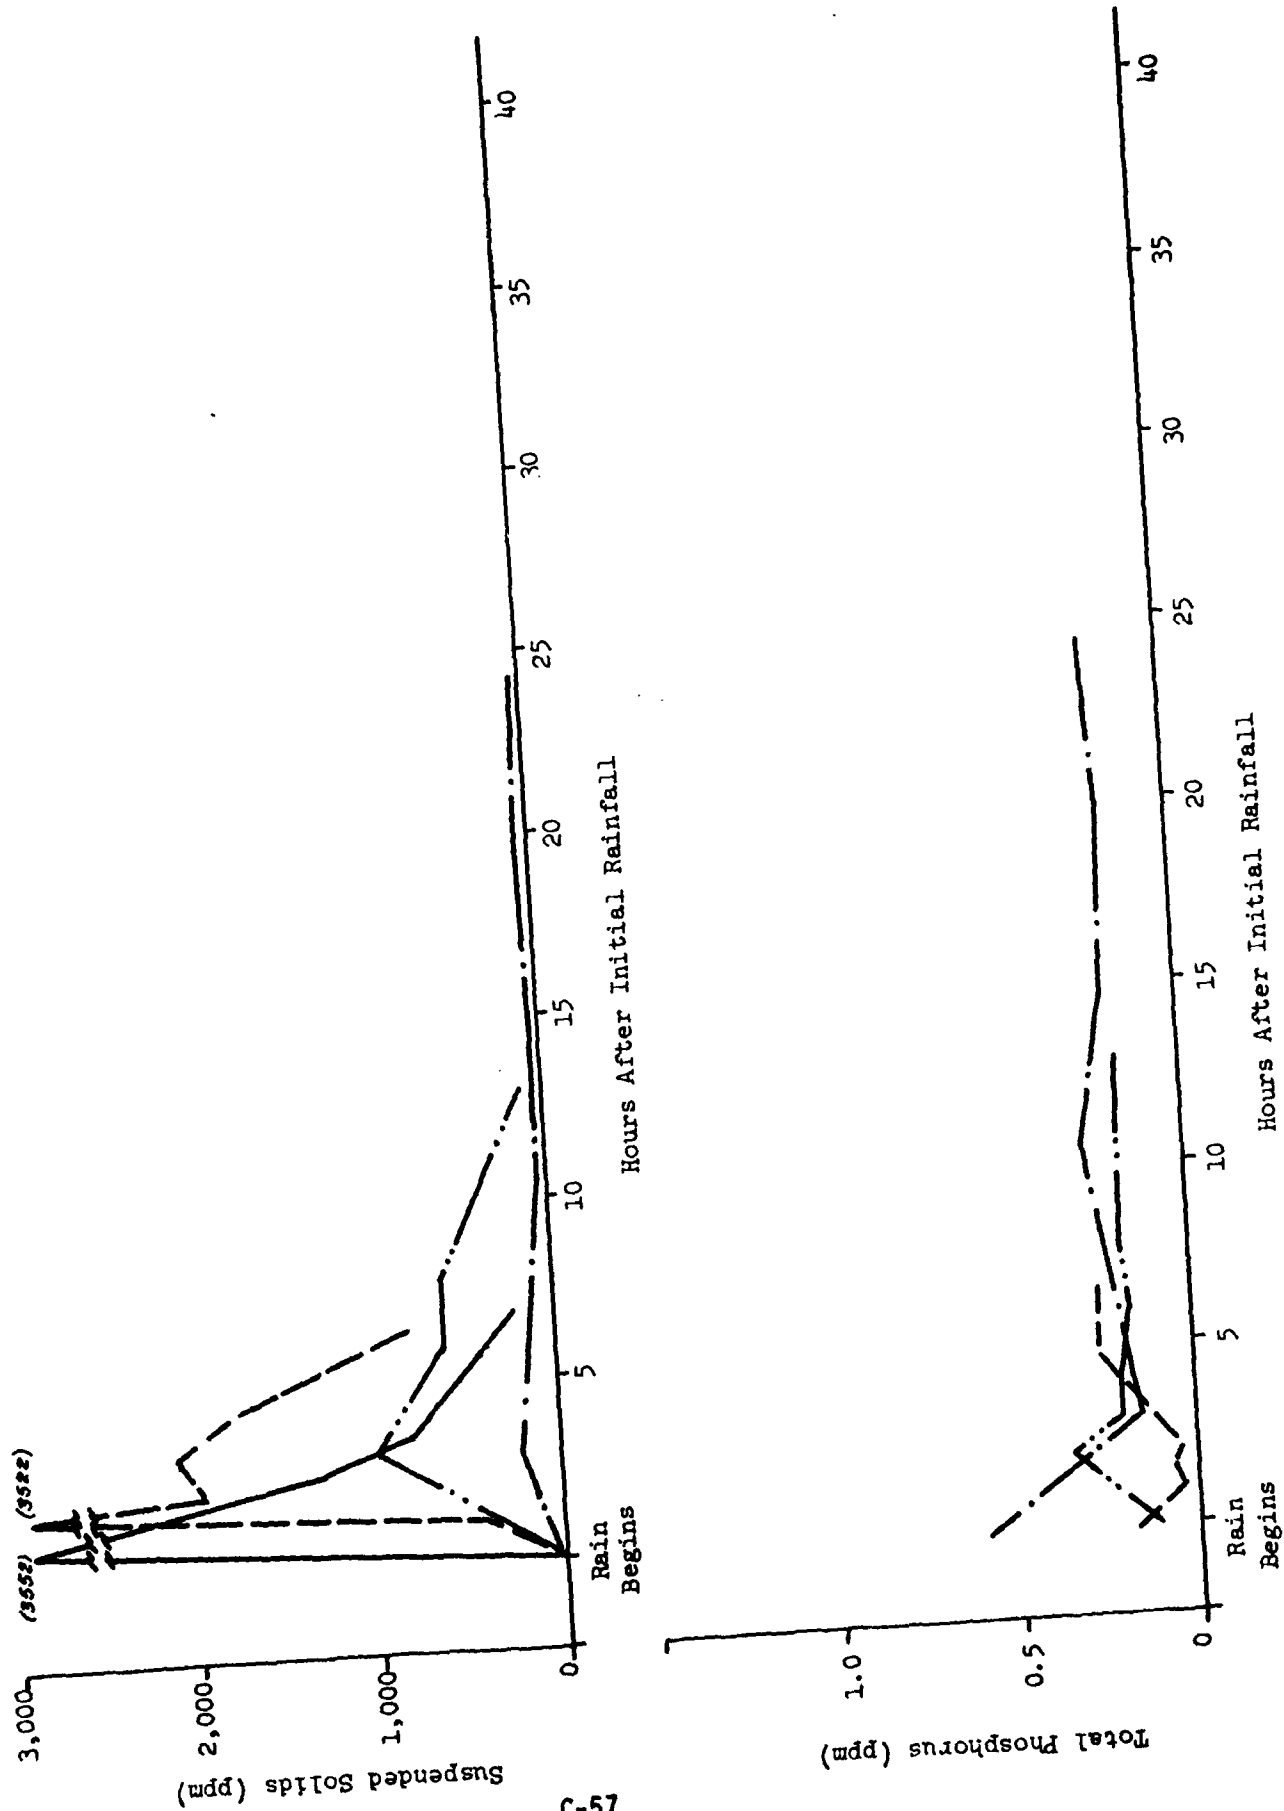 Suspended Solids (ppm)
3,000
2,000
1,000
0
(3552)
(3522)
Rain
Begins
5
10
15
20
25
30
35
40
Hours After Initial Rainfall
Total Phosphorus (ppm)
1.0
0.5
0
Rain
Begins
5
10
15
20
25
30
35
40
Hours After Initial Rainfall
C-57